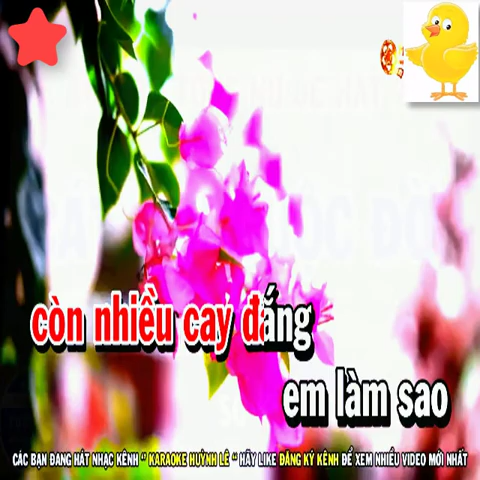 còn nhiều cay đắng
em làm sao
CÁC BẠN ĐANG HÁT NHẠC KÊNH " KARAOKE HUỲNH LÊ " HÃY LIKE ĐĂNG KÝ KÊNH ĐỂ XEM NHIỀU VIDEO MỚI NHẤT